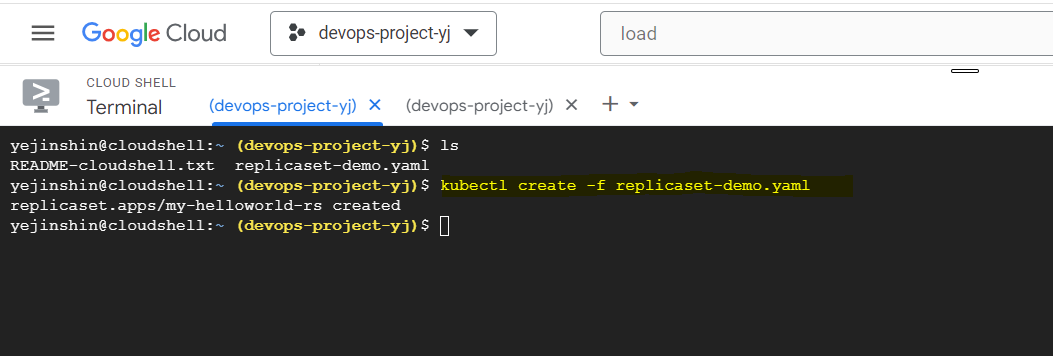 Google Cloud
devops-project-yj
load
CLOUD SHELL
Terminal
(devops-project-yj)
(devops-project-yj)
yejinshin@cloudshell:~ (devops-project-yj)$ ls
README-cloudshell.txt  replicaset-demo.yaml
yejinshin@cloudshell:~ (devops-project-yj)$ kubectl create -f replicaset-demo.yaml
replicaset.apps/my-helloworld-rs created
yejinshin@cloudshell:~ (devops-project-yj)$